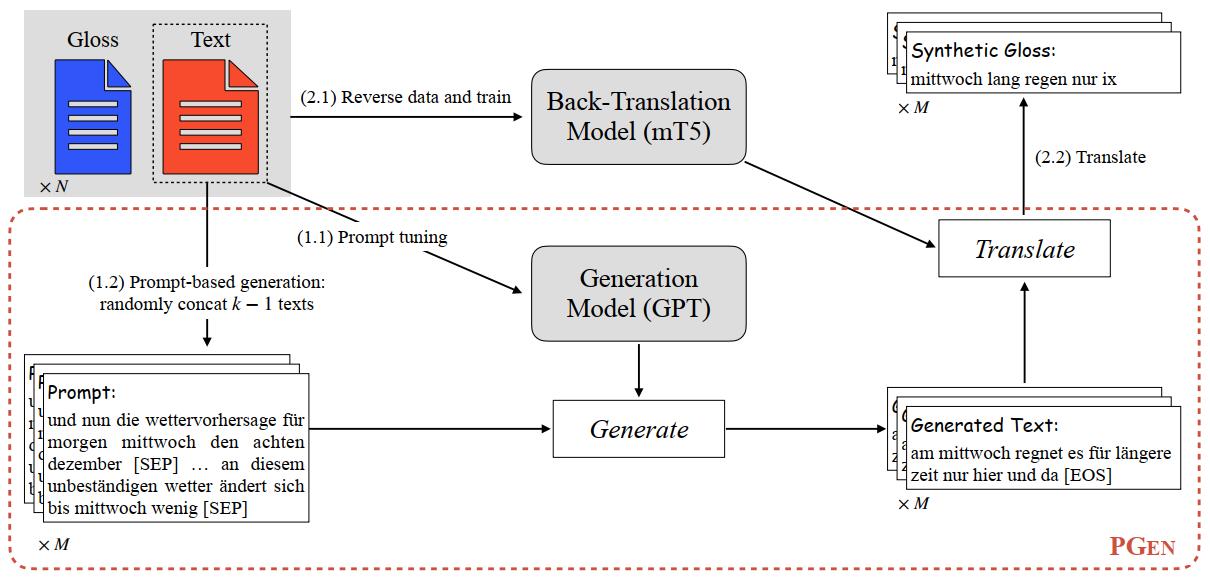 Gloss
Text
× N
(2.1) Reverse data and train
Back-Translation
Model (mT5)
Synthetic Gloss:
mittwoch lang regen nur ix
× M
(2.2) Translate
Translate
(1.1) Prompt tuning
(1.2) Prompt-based generation:
randomly concat k − 1 texts
Generation
Model (GPT)
Prompt:
und nun die wettervorhersage für
morgen mittwoch den achten
dezember [SEP] … an diesem
unbeständigen wetter ändert sich
bis mittwoch wenig [SEP]
× M
Generate
Generated Text:
am mittwoch regnet es für längere
zeit nur hier und da [EOS]
× M
PGEN